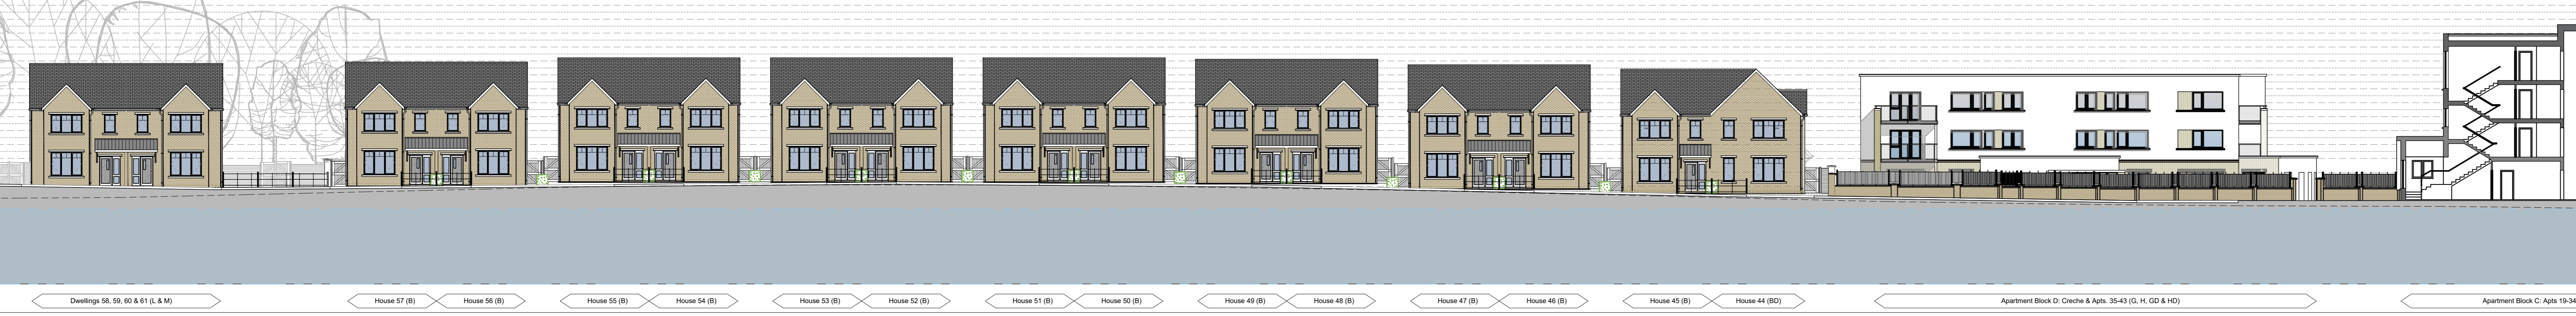 Dwellings 58, 59, 60 & 61 (L & M)
House 57 (B)
House 56 (B)
House 55 (B)
House 54 (B)
House 53 (B)
House 52 (B)
House 51 (B)
House 50 (B)
House 49 (B)
House 48 (B)
House 47 (B)
House 46 (B)
House 45 (B)
House 44 (BD)
Apartment Block D: Creche & Apts. 35-43 (G, H, GD & HD)
Apartment Block C: Apts 19-34